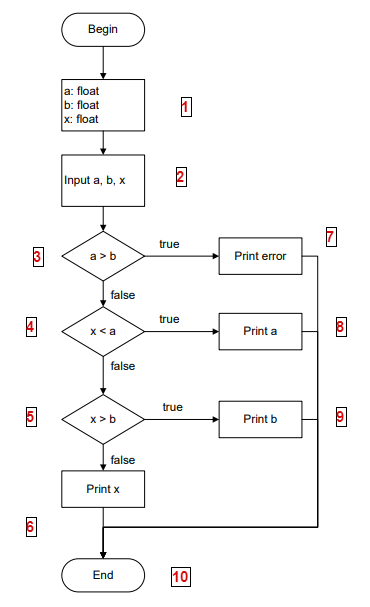 Begin
a: float
b: float
x: float
1
Input a, b, x
2
3
a > b
true
Print error
7
false
4
x < a
true
Print a
8
false
5
x > b
true
Print b
9
false
Print x
6
End
10